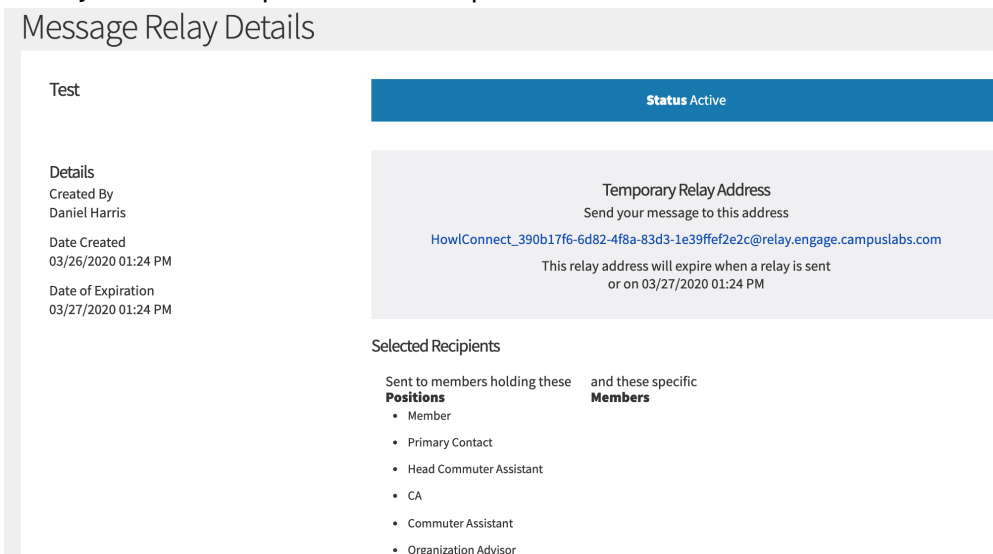 Message Relay Details
Test
Status Active
Details
Created By
Daniel Harris
Date Created
03/26/2020 01:24 PM
Date of Expiration
03/27/2020 01:24 PM
Temporary Relay Address
Send your message to this address
HowlConnect_390b17f6-6d82-4f8a-83d3-1e39ffef2e2c@relay.engage.campuslabs.com
This relay address will expire when a relay is sent
or on 03/27/2020 01:24 PM
Selected Recipients
Sent to members holding these
Positions
• Member
• Primary Contact
• Head Commuter Assistant
• CA
• Commuter Assistant
• Organization Advisor
and these specific
Members